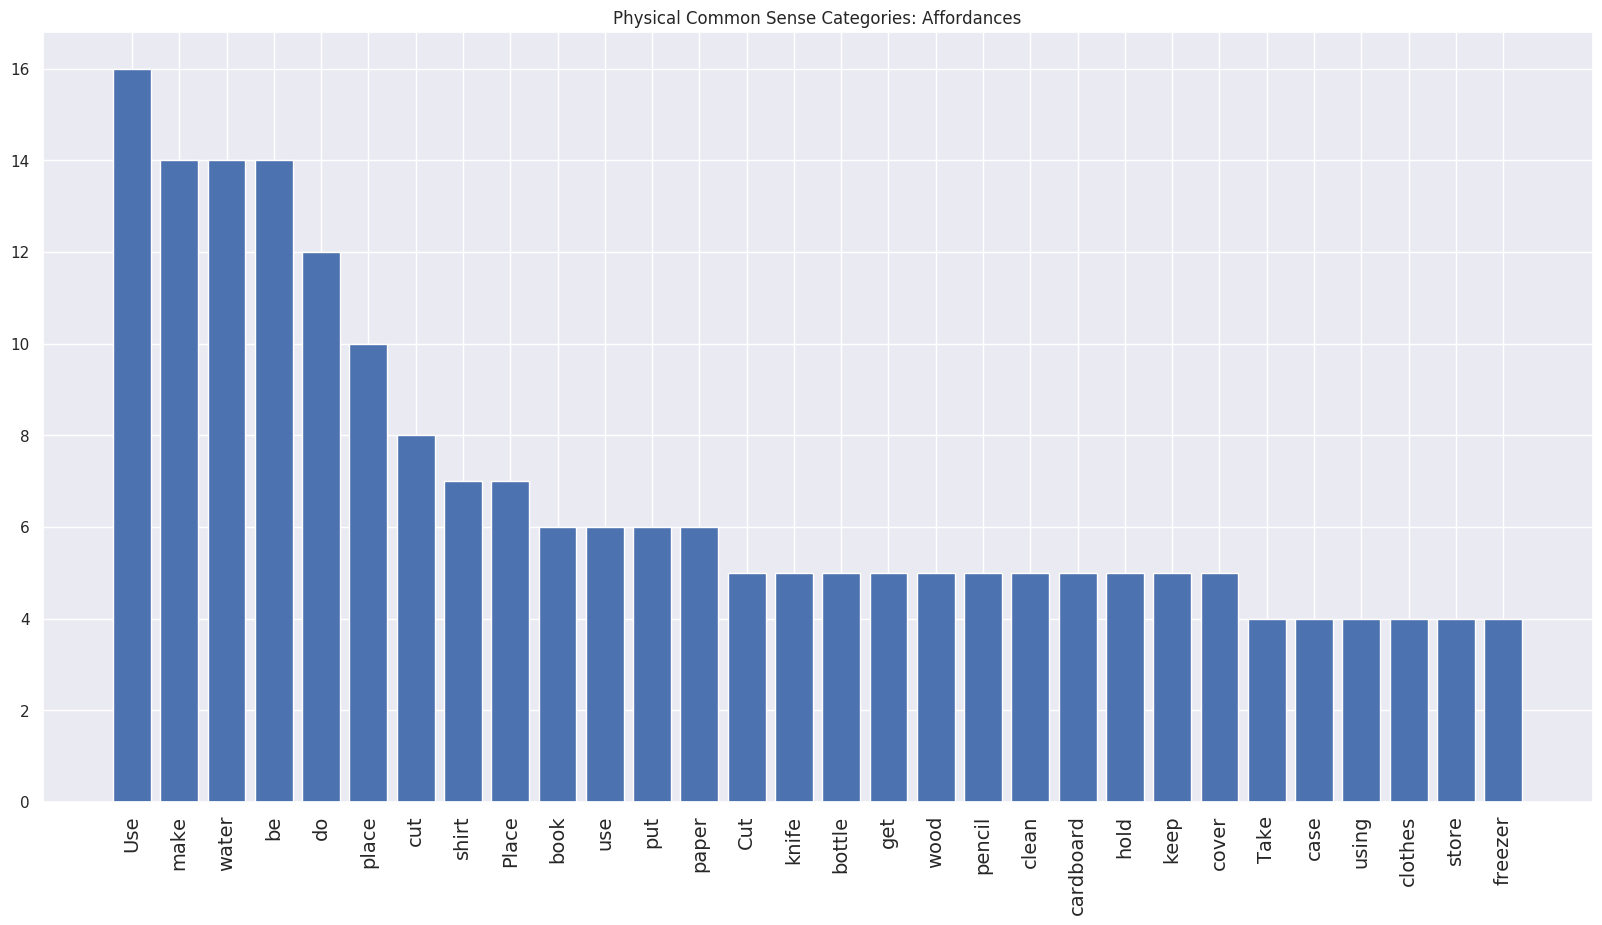 Physical Common Sense Categories: Affordances
16
14
12
10
8
6
4
2
0
Use
make
water
be
do
place
cut
shirt
Place
book
use
put
paper
Cut
knife
bottle
get
wood
pencil
clean
cardboard
hold
keep
cover
Take
case
using
clothes
store
freezer